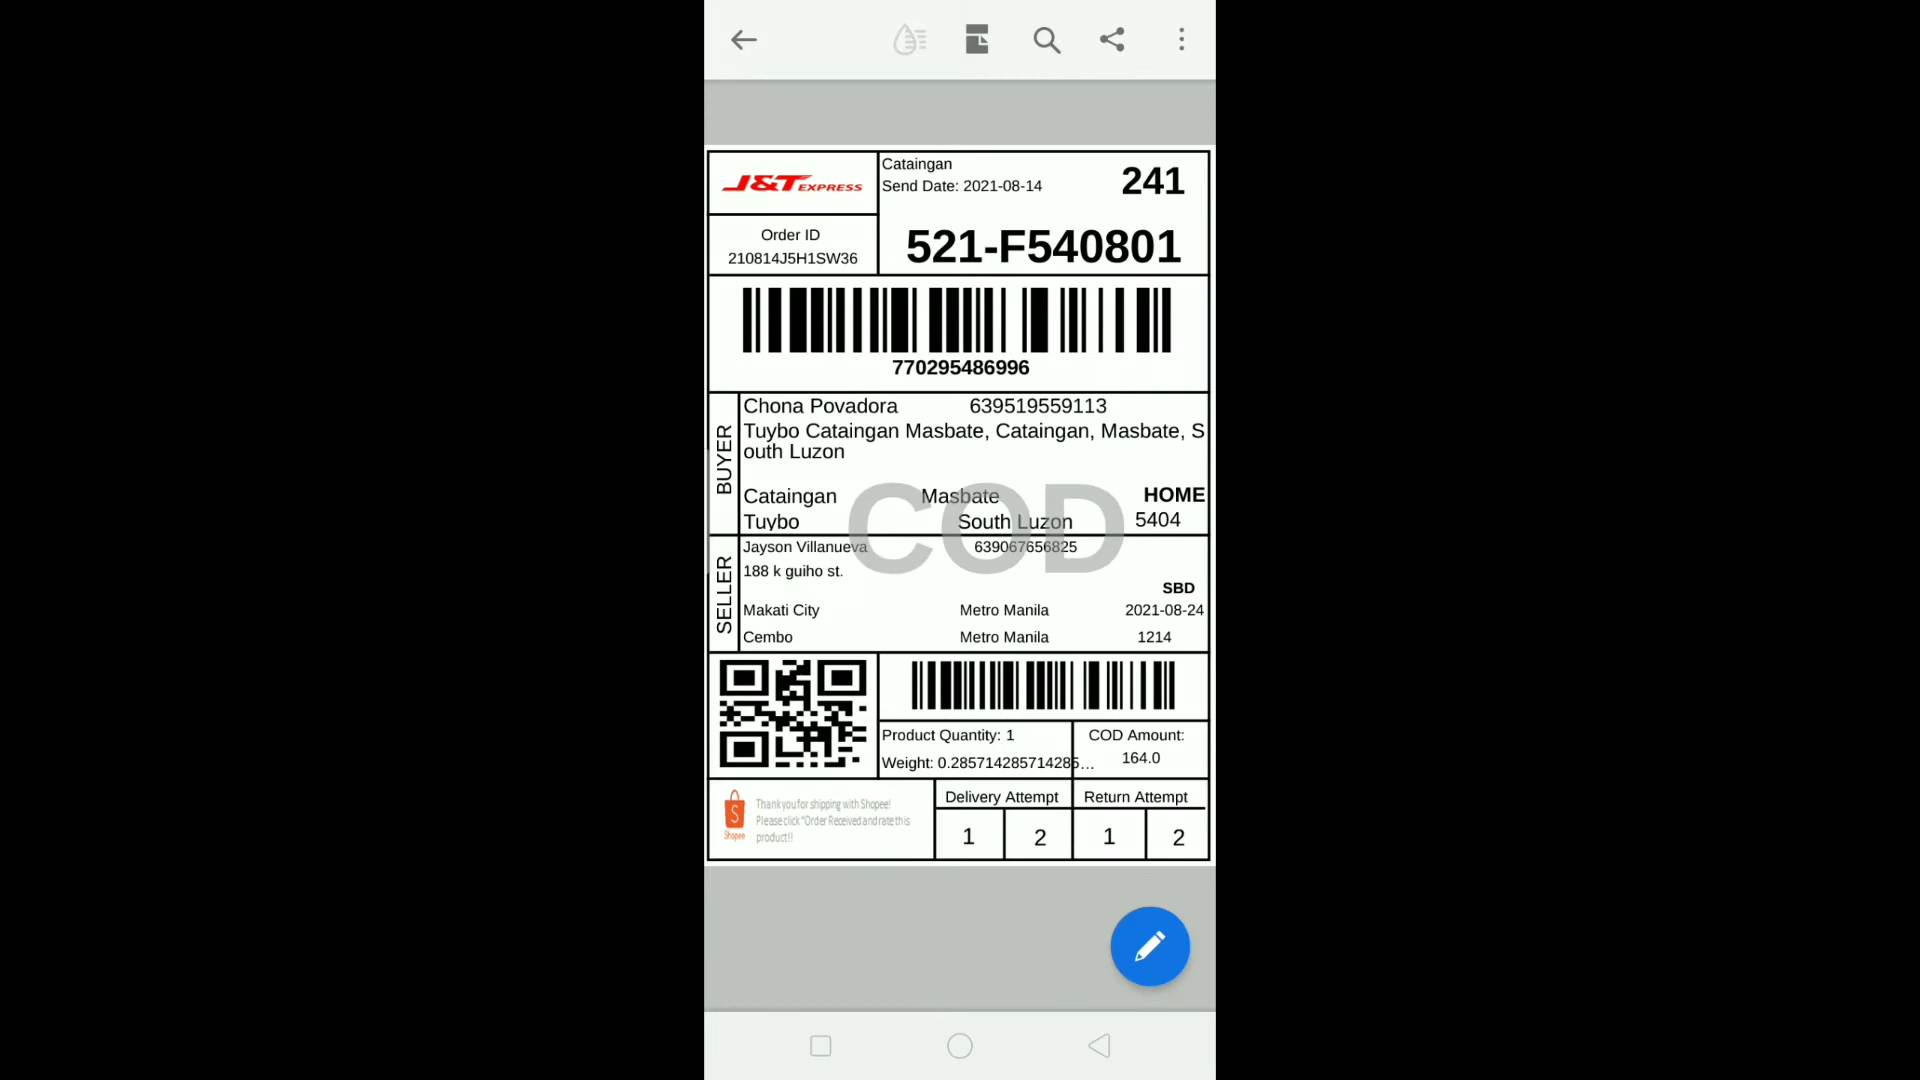 J&T EXPRESS
Cataingan
Send Date: 2021-08-14
241
Order ID
210814J5H1SW36
521-F540801
770295486996
BUYER
Chona Povadora 639519559113
Tuybo Cataingan Masbate, Cataingan, Masbate, S
outh Luzon
Cataingan Masbate HOME
Tuybo South Luzon 5404
COD
SELLER
Jayson Villanueva 639067656825
188 k guiho st.
SBD
Makati City Metro Manila 2021-08-24
Cembo Metro Manila 1214
Product Quantity: 1
Weight: 0.285714285714285...
COD Amount:
164.0
S
Shopee
Thank you for shipping with Shopee!
Please click "Order Received and rate this
product!!
Delivery Attempt Return Attempt
1 2 1 2